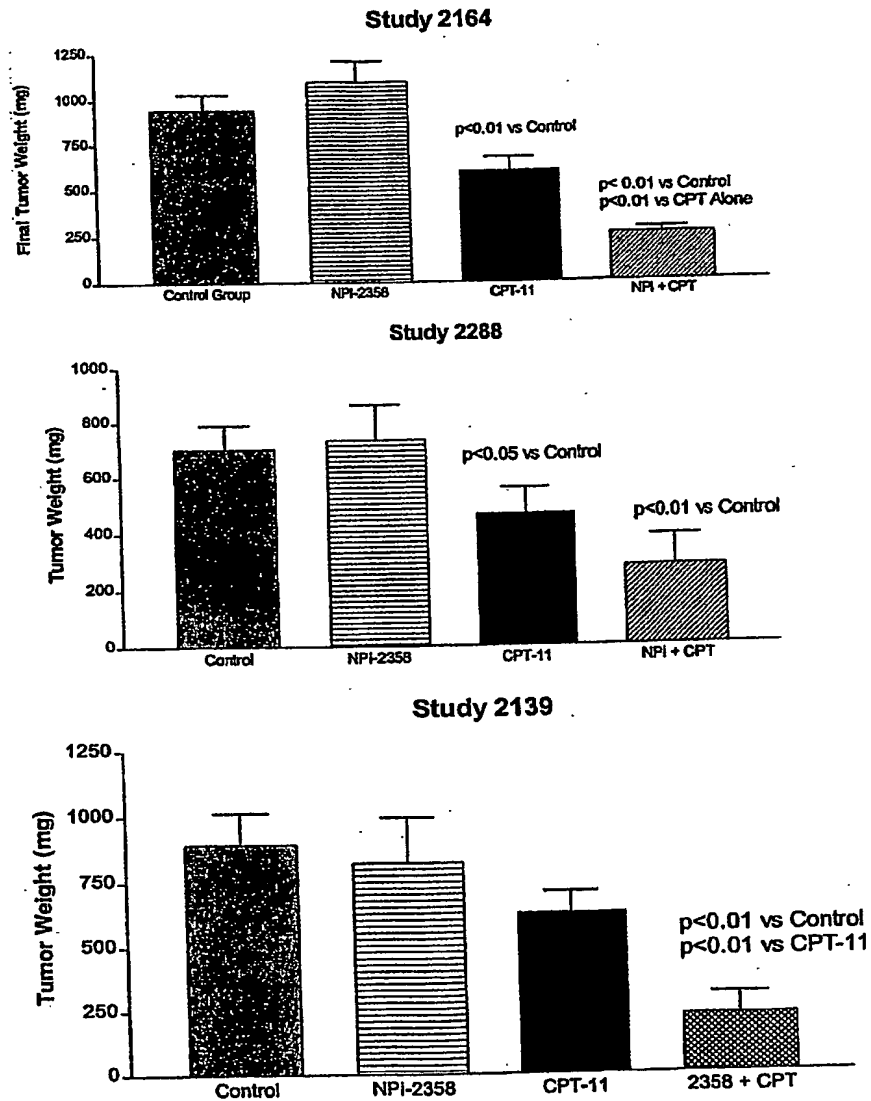 Study 2164
Final Tumor Weight (mg)
1250
1000
750
500
250
0
p<0.01 vs Control
p< 0.01 vs Control
p<0.01 vs CPT Alone
Control Group
NPI-2358
CPT-11
NPI + CPT
Study 2288
Tumor Weight (mg)
1000
800
600
400
200
0
p<0.05 vs Control
p<0.01 vs Control
Control
NPI-2358
CPT-11
NPI + CPT
Study 2139
Tumor Weight (mg)
1250
1000
750
500
250
0
p<0.01 vs Control
p<0.01 vs CPT-11
Control
NPI-2358
CPT-11
2358 + CPT